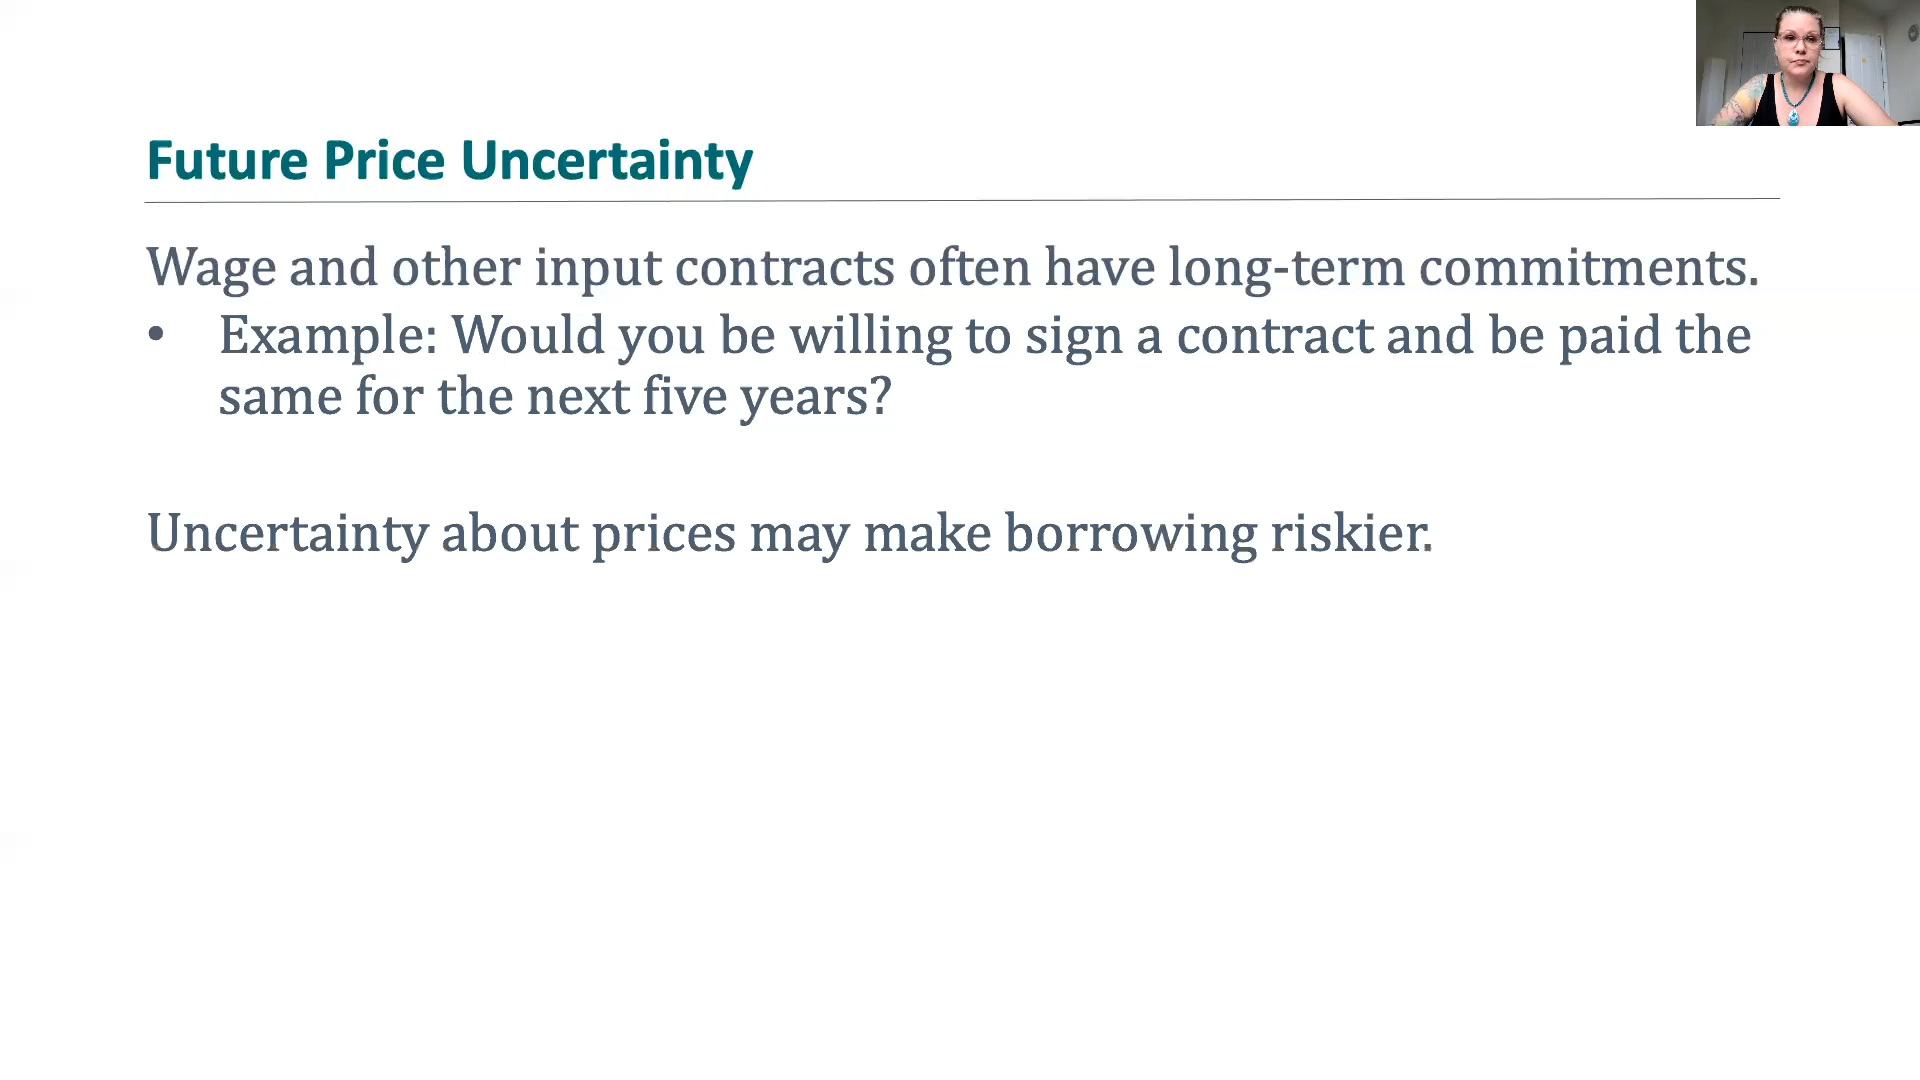 Future Price Uncertainty
Wage and other input contracts often have long-term commitments.
• Example: Would you be willing to sign a contract and be paid the
same for the next five years?
Uncertainty about prices may make borrowing riskier.